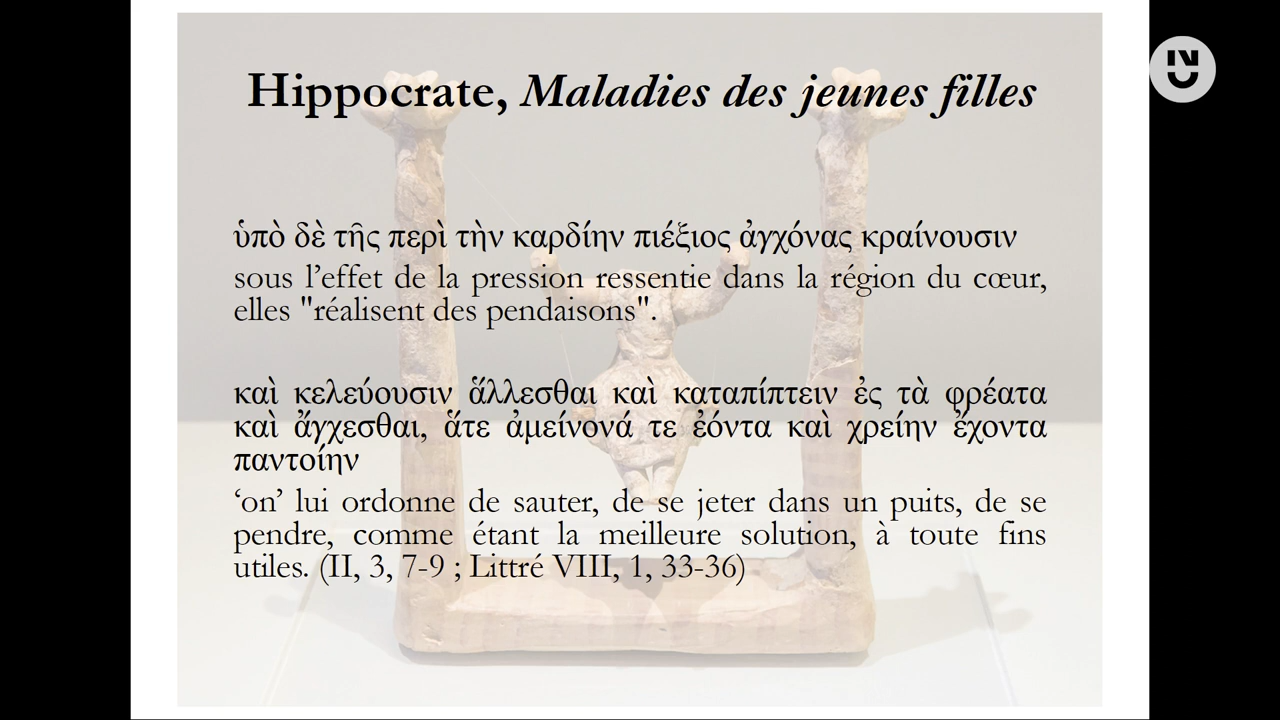 Hippocrate, Maladies des jeunes filles
ὑπὸ δὲ τῆς περὶ τὴν καρδίην πιέξιος ἀγχόνας κραίνουσιν
sous l’effet de la pression ressentie dans la région du cœur,
elles "réalisent des pendaisons".
καὶ κελεύουσιν ἅλλεσθαι καὶ καταπίπτειν ἐς τὰ φρέατα
καὶ ἄγχεσθαι, ἅτε ἀμείνονά τε ἐόντα καὶ χρείην ἔχοντα
παντοίην
‘on’ lui ordonne de sauter, de se jeter dans un puits, de se
pendre, comme étant la meilleure solution, à toute fins
utiles. (II, 3, 7-9 ; Littré VIII, 1, 33-36)